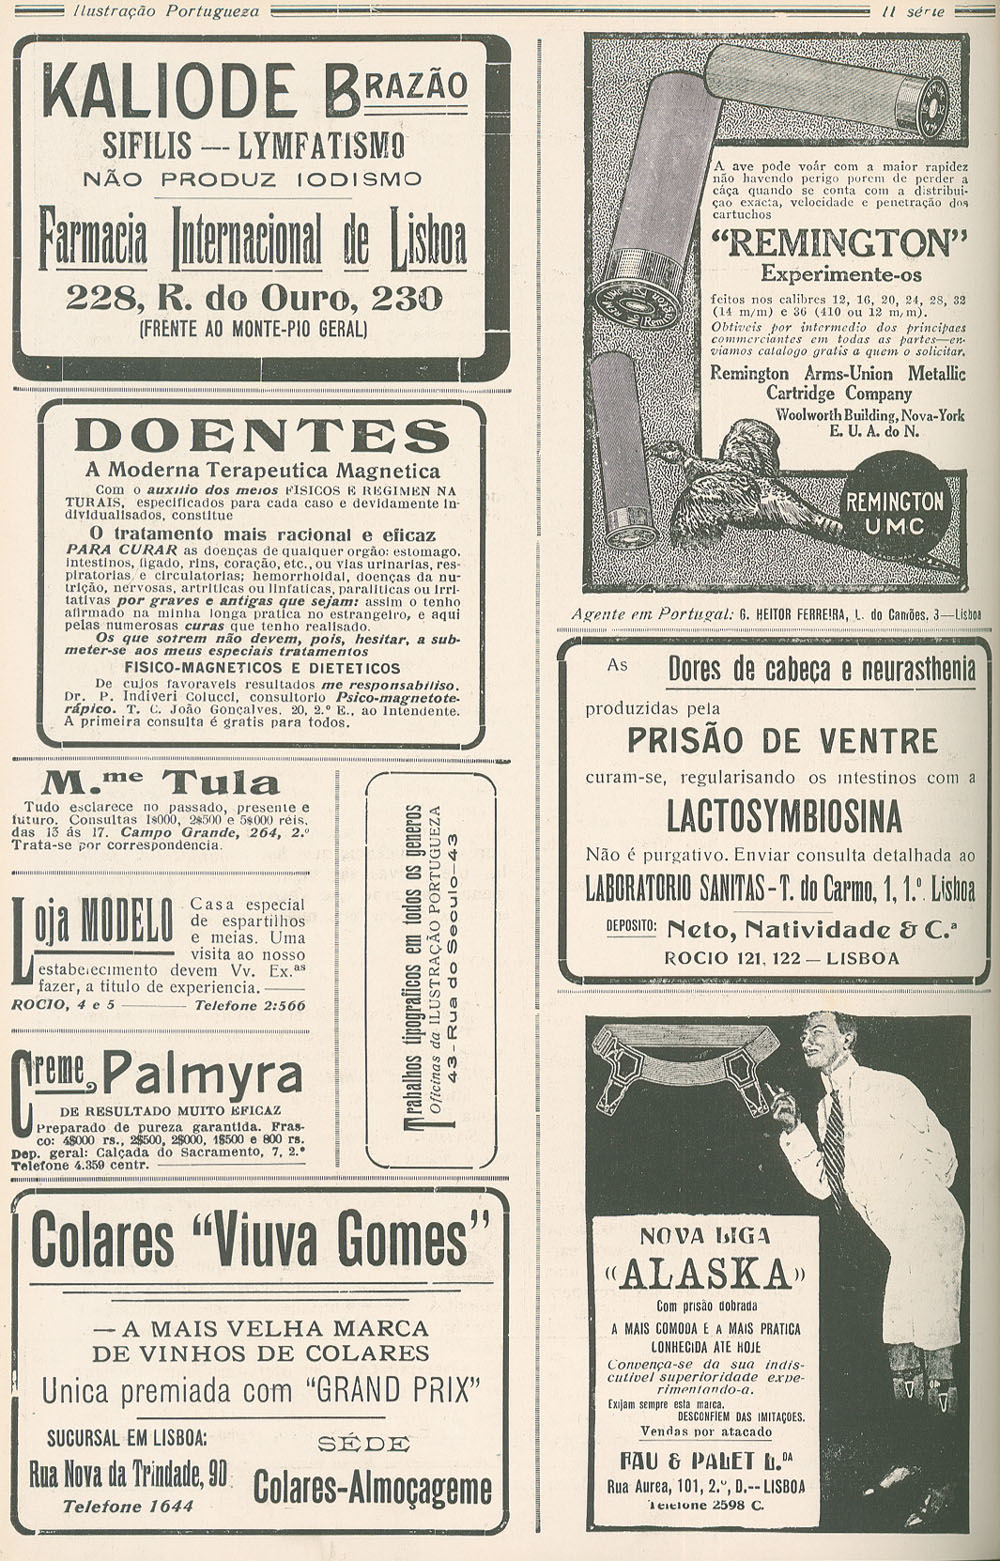 Ilustração Portugueza
II série
KALIODE BRAZÃO
SIFILIS — LYMFATISMO
NÃO PRODUZ IODISMO
Farmacia Internacional de Lisboa
228, R. do Ouro, 230
(FRENTE AO MONTE-PIO GERAL)
DOENTES
A Moderna Terapeutica Magnetica
Com o auxilio dos meios FISICOS E REGIMEN NA
TURAIS, especificados para cada caso e devidamente in-
dividualisados, constitue
O tratamento mais racional e eficaz
PARA CURAR as doenças de qualquer orgão: estomago,
intestinos, ligado, rins, coração, etc., ou vias urinarias, res-
piratorias e circulatorias; hemorrhoidal, doenças da nu-
trição, nervosas, artriticas ou linfaticas, paraliticas ou irri-
tativas por graves e antigas que sejam: assim o tenho
afirmado na minha longa pratica no estrangeiro, e aqui
pelas numerosas curas que tenho realisado.
Os que sofrem não devem, pois, hesitar, a sub-
meter-se aos meus especiais tratamentos
FISICO-MAGNETICOS E DIETETICOS
De cujos favoraveis resultados me responsabiliso.
Dr. P. Indiveri Colucci, consultorio Psico-magnetote-
rápico. T. C. João Gonçalves, 20, 2.º E., ao Intendente.
A primeira consulta é gratis para todos.
M.me Tula
Tudo esclarece no passado, presente e
futuro. Consultas 1$000, 2$500 e 5$000 réis,
das 13 ás 17. Campo Grande, 264, 2.º
Trata-se por correspondencia.
Loja MODELO
Casa especial
de espartilhos
e meias. Uma
visita ao nosso
estabelecimento devem Vv. Ex.as
fazer, a titulo de experiencia.
ROCIO, 4 e 5 — Telefone 2:566
Creme Palmyra
DE RESULTADO MUITO EFICAZ
Preparado de pureza garantida. Fras-
co: 4$000 rs., 2$500, 2$000, 1$500 e 800 rs.
Dep. geral: Calçada do Sacramento, 7, 2.º
Telefone 4.359 centr.
Trabalhos tipograficos em todos os generos
Oficinas da ILUSTRAÇÃO PORTUGUEZA
43-Rua do Seculo-43
Colares "Viuva Gomes"
—A MAIS VELHA MARCA
DE VINHOS DE COLARES
Unica premiada com "GRAND PRIX"
SUCURSAL EM LISBOA:
Rua Nova da Trindade, 90
Telefone 1644
SÉDE
Colares-Almoçageme
A ave pode voár com a maior rapidez
não havendo perigo porem de perder a
cáça quando se conta com a distribui-
çao exacta, velocidade e penetração dos
cartuchos
"REMINGTON"
Experimente-os
feitos nos calibres 12, 16, 20, 24, 28, 32
(14 m/m) e 36 (410 ou 12 m/m).
Obtiveis por intermedio dos principaes
commerciantes em todas as partes—en-
viamos catalogo gratis a quem o solicitar.
Remington Arms-Union Metallic
Cartridge Company
Woolworth Building, Nova-York
E. U. A. do N.
REMINGTON
UMC
Agente em Portugal: G. HEITOR FERREIRA, L. do Camões, 3—Lisboa
As Dores de cabeça e neurasthenia
produzidas pela
PRISÃO DE VENTRE
curam-se, regularisando os intestinos com a
LACTOSYMBIOSINA
Não é purgativo. Enviar consulta detalhada ao
LABORATORIO SANITAS-T. do Carmo, 1, 1.º Lisboa
DEPOSITO: Neto, Natividade & C.ª
ROCIO 121, 122 — LISBOA
NOVA LIGA
«ALASKA»
Com prisão dobrada
A MAIS COMODA E A MAIS PRATICA
CONHECIDA ATE HOJE
Convença-se da sua indis-
cutivel superioridade expe-
rimentando-a.
Exijam sempre esta marca.
DESCONFIEM DAS IMITAÇÕES.
Vendas por atacado
FAU & PALET L.DA
Rua Aurea, 101, 2.º, D.-- LISBOA
Telefone 2598 C.